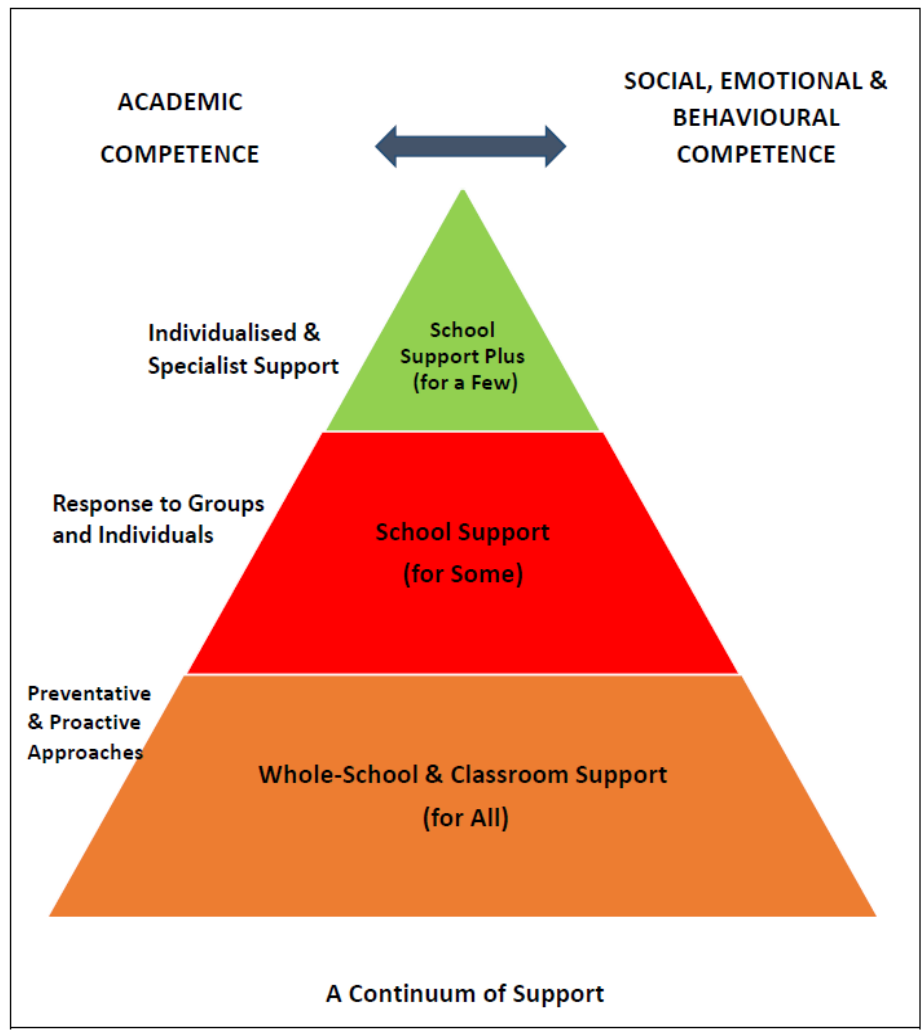 ACADEMIC
COMPETENCE
SOCIAL, EMOTIONAL &
BEHAVIOURAL
COMPETENCE
Individualised &
Specialist Support
School
Support Plus
(for a Few)
Response to Groups
and Individuals
School Support
(for Some)
Preventative
& Proactive
Approaches
Whole-School & Classroom Support
(for All)
A Continuum of Support